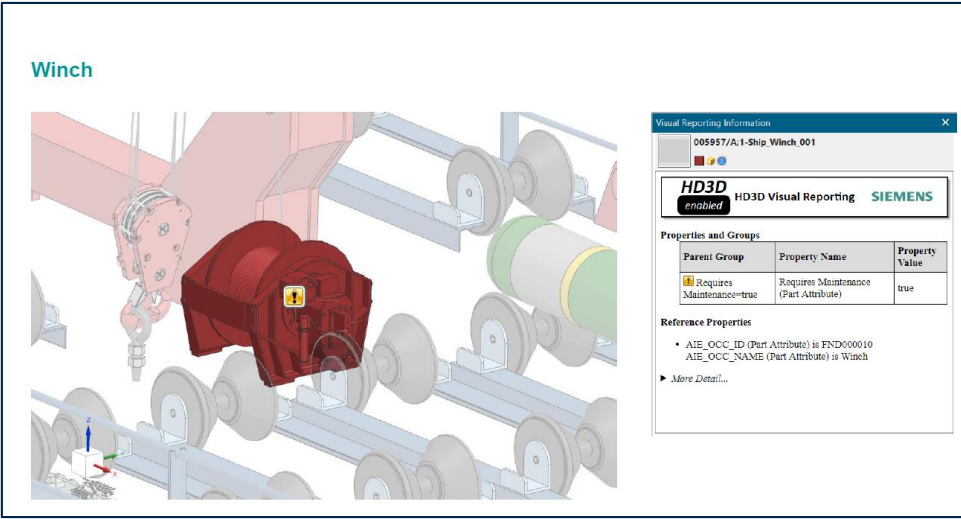 Winch
Visual Reporting Information
005957/A;1-Ship_Winch_001
HD3D
enabled
HD3D Visual Reporting
SIEMENS
Properties and Groups
Parent Group
Property Name
Property
Value
Requires
Maintenance=true
Requires Maintenance
(Part Attribute)
true
Reference Properties
• AIE_OCC_ID (Part Attribute) is FND000010
AIE_OCC_NAME (Part Attribute) is Winch
More Detail...
Z
X